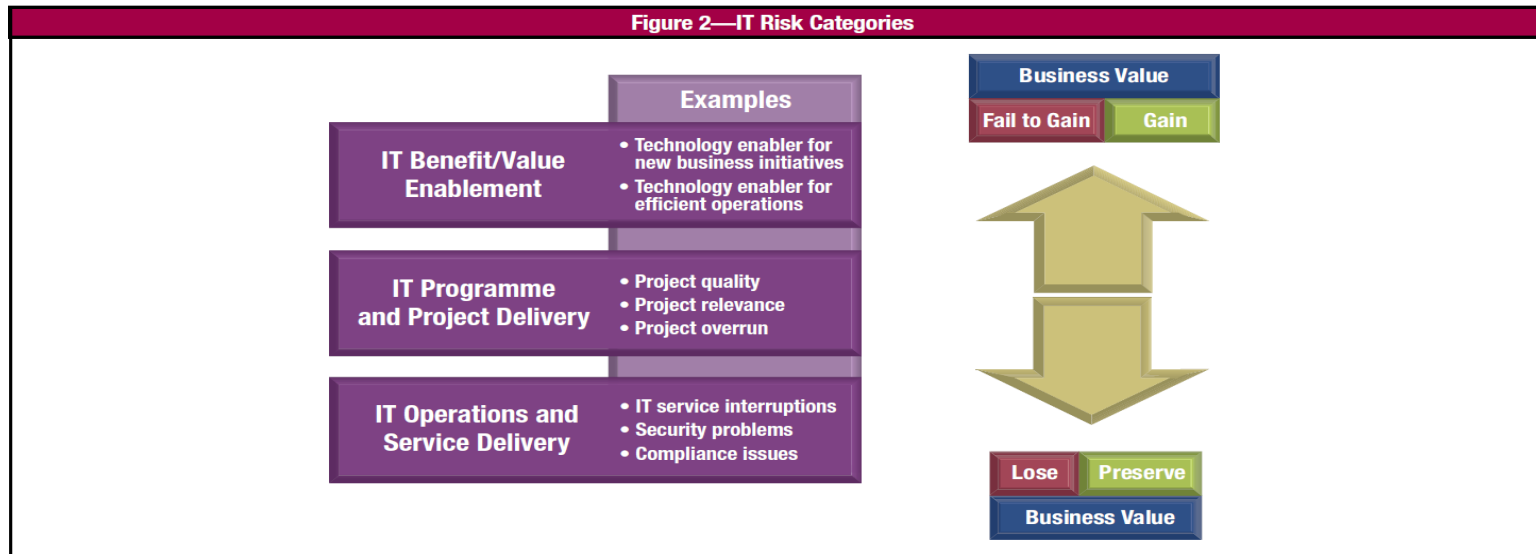 Figure 2—IT Risk Categories
Examples
IT Benefit/Value
Enablement
• Technology enabler for
new business initiatives
• Technology enabler for
efficient operations
IT Programme
and Project Delivery
• Project quality
• Project relevance
• Project overrun
IT Operations and
Service Delivery
• IT service interruptions
• Security problems
• Compliance issues
Business Value
Fail to Gain Gain
Lose Preserve
Business Value